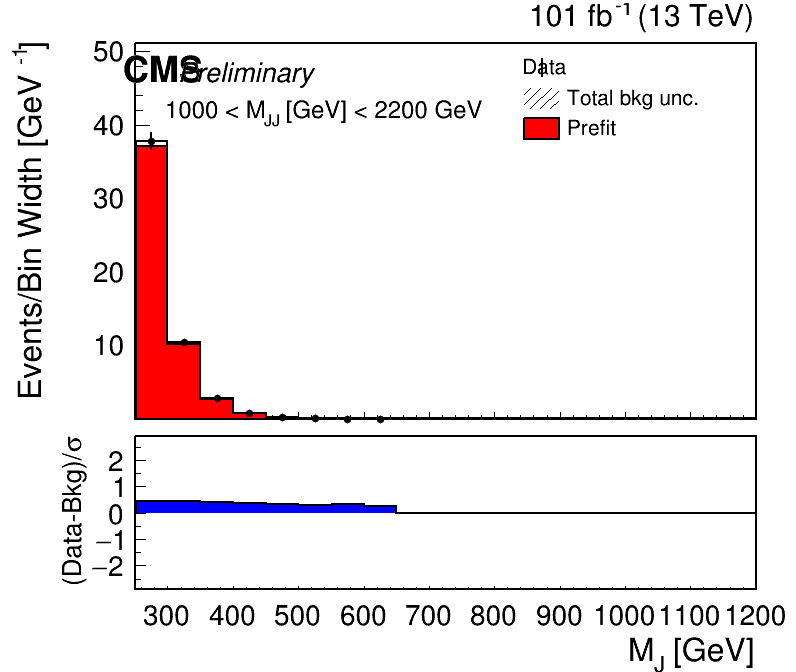 101 fb⁻¹ (13 TeV)
CMS Preliminary
1000 < M_JJ [GeV] < 2200 GeV
Data
Total bkg unc.
Prefit
Events/Bin Width [GeV⁻¹]
50
40
30
20
10
(Data-Bkg)/σ
2
1
0
−1
−2
300 400 500 600 700 800 900 1000 1100 1200
M_J [GeV]